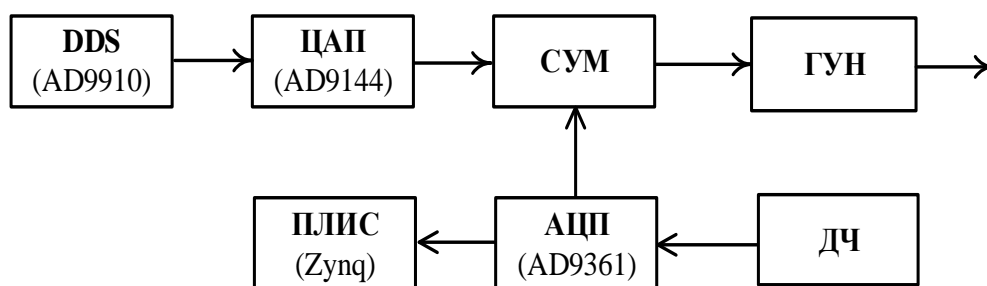 DDS
(AD9910)
ЦАП
(AD9144)
СУМ
ГУН
ПЛИС
(Zynq)
АЦП
(AD9361)
ДЧ